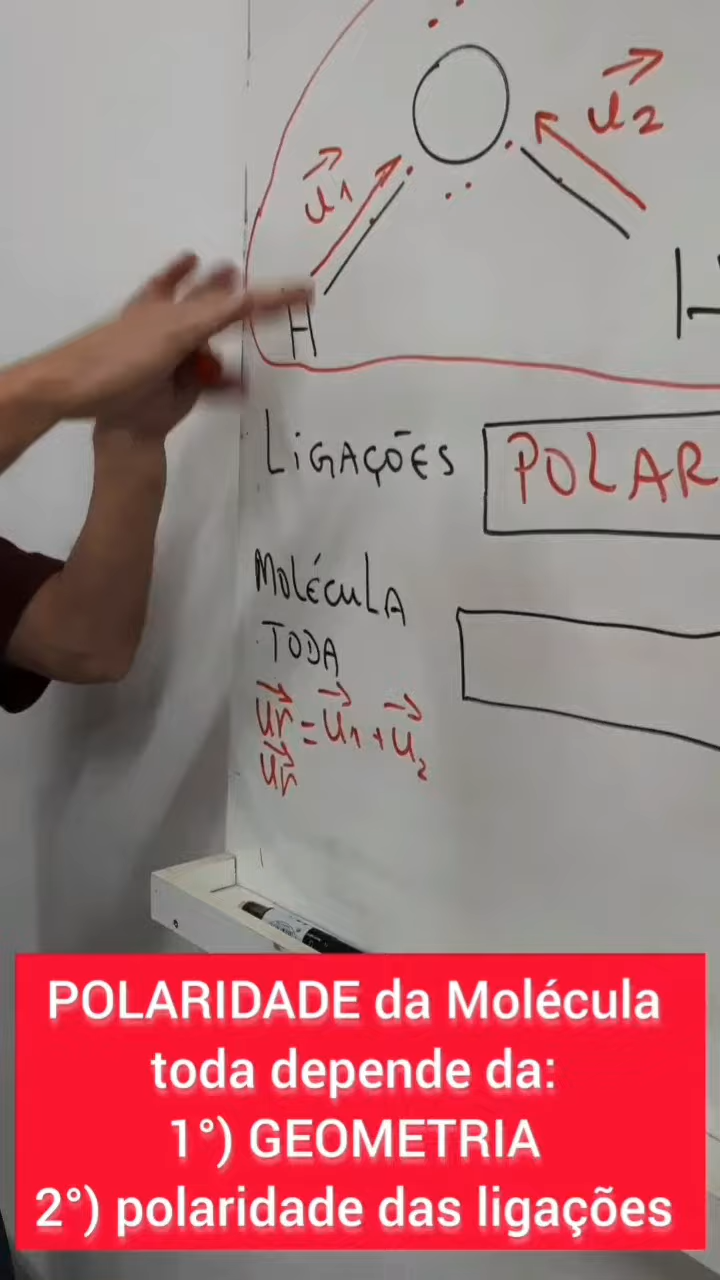 u₁
u₂
H
H
LIGAÇÕES
POLAR
MOLÉCULA
TODA
ur = u₁ + u₂
ur
POLARIDADE da Molécula
toda depende da:
1°) GEOMETRIA
2°) polaridade das ligações